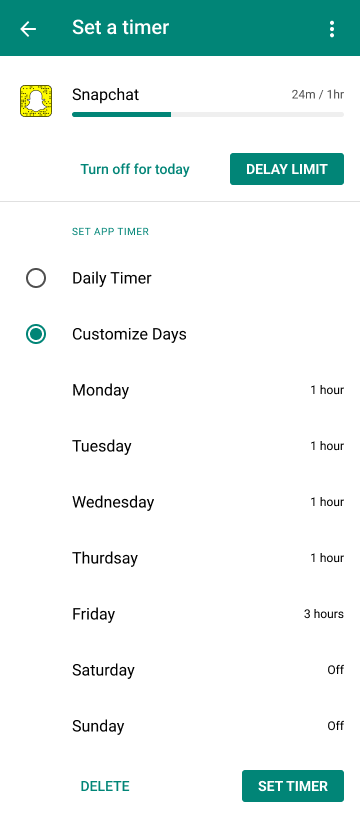 Set a timer
Snapchat 24m / 1hr
Turn off for today DELAY LIMIT
SET APP TIMER
Daily Timer
Customize Days
Monday 1 hour
Tuesday 1 hour
Wednesday 1 hour
Thurdsay 1 hour
Friday 3 hours
Saturday Off
Sunday Off
DELETE SET TIMER